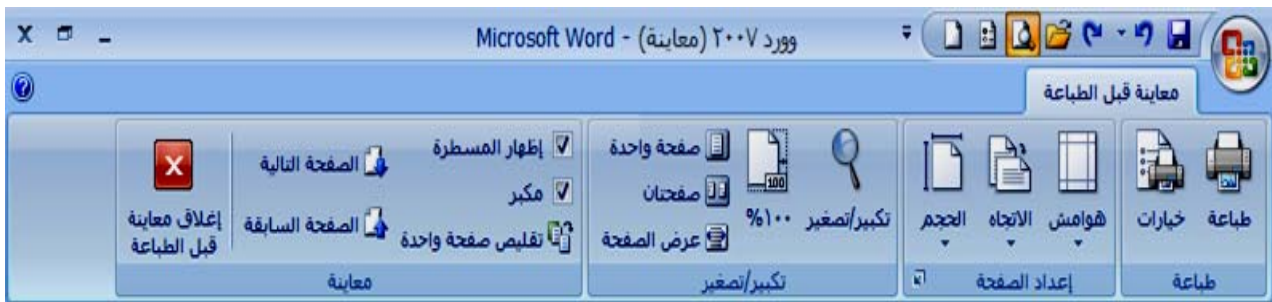 وورد ٢٠٠٧ (معاينة) - Microsoft Word
معاينة قبل الطباعة
طباعة
خيارات
طباعة
هوامش
الاتجاه
الحجم
إعداد الصفحة
تكبير/تصغير
100
١٠٠%
صفحة واحدة
صفحتان
عرض الصفحة
تكبير/تصغير
إظهار المسطرة
مكبر
تقليص صفحة واحدة
الصفحة التالية
الصفحة السابقة
إغلاق معاينة
قبل الطباعة
معاينة